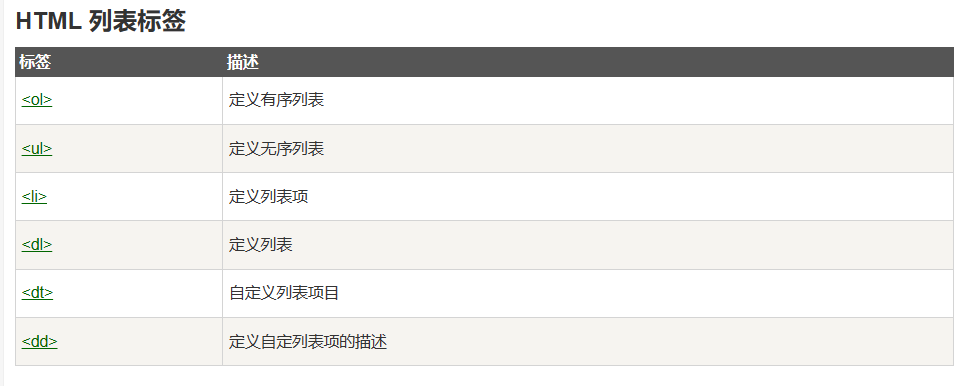 HTML 列表标签
标签 描述
<ol> 定义有序列表
<ul> 定义无序列表
<li> 定义列表项
<dl> 定义列表
<dt> 自定义列表项目
<dd> 定义自定列表项的描述